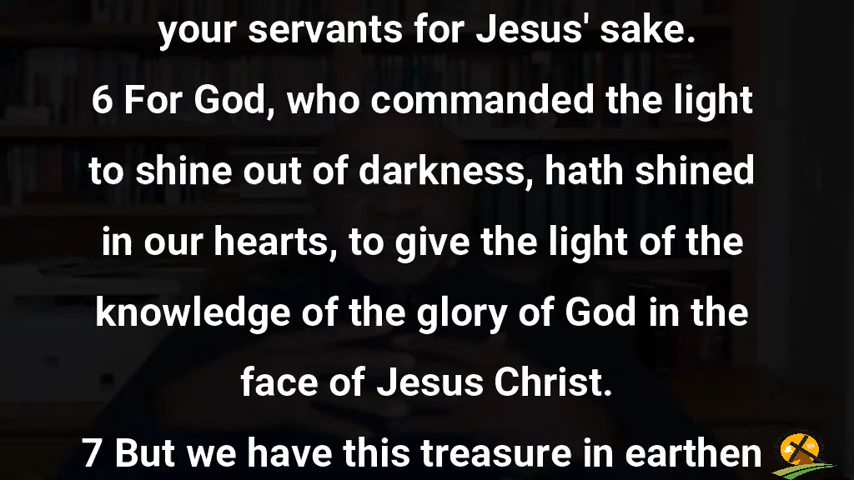 your servants for Jesus' sake.
6 For God, who commanded the light
to shine out of darkness, hath shined
in our hearts, to give the light of the
knowledge of the glory of God in the
face of Jesus Christ.
7 But we have this treasure in earthen